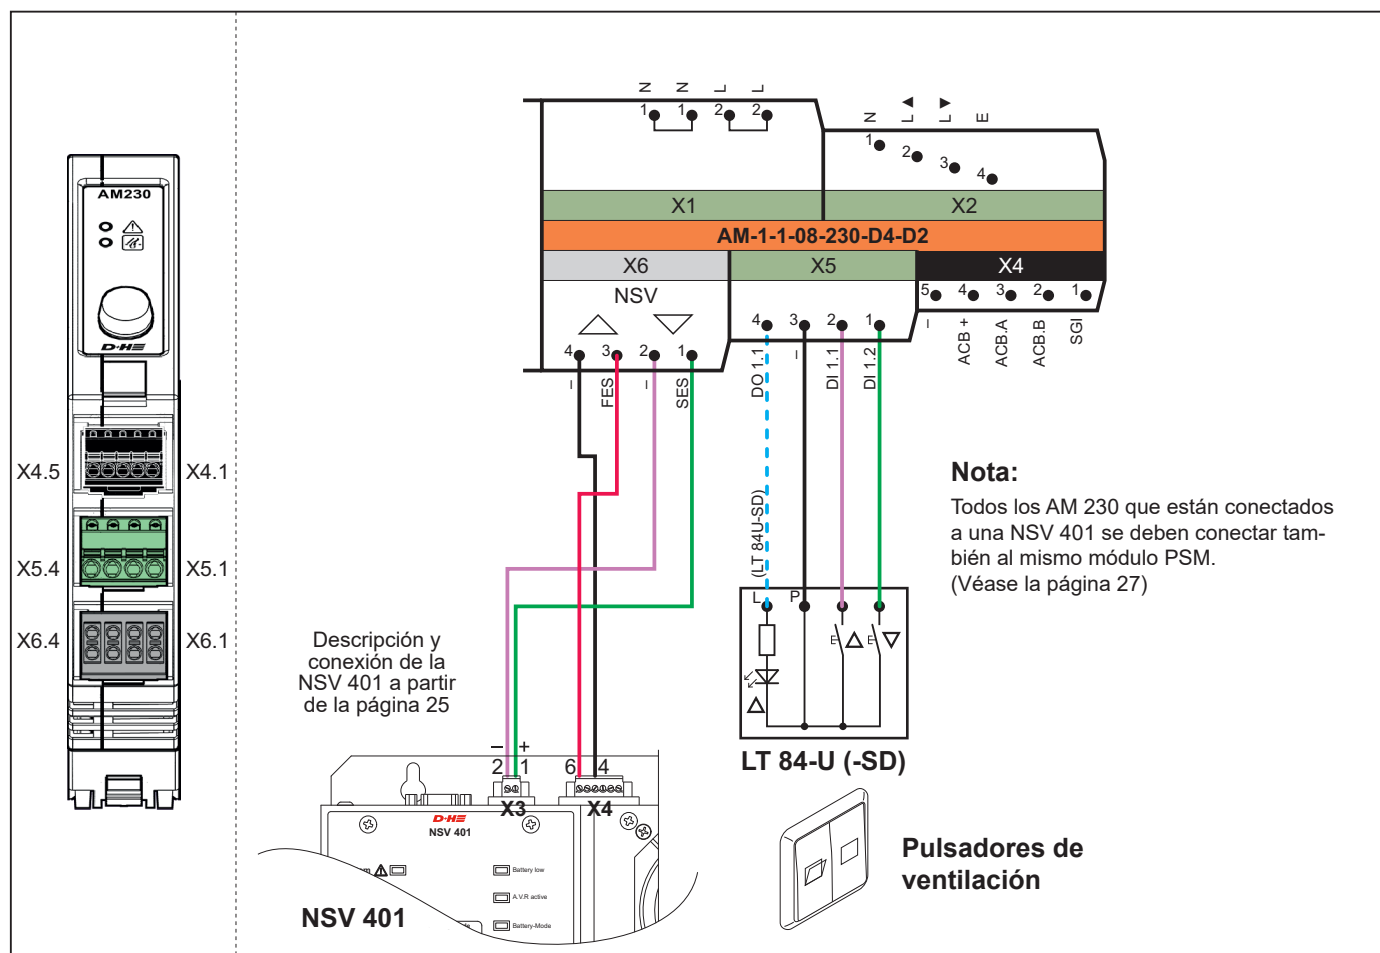 AM230
D+H
X4.5
X4.1
X5.4
X5.1
X6.4
X6.1
N N L L
1 1 2 2
N L▲ L▼ E
1 2 3 4
X1
X2
AM-1-1-08-230-D4-D2
X6
X5
X4
NSV
4 3 2 1
– FES – SES
4 3 2 1
DO 1.1 – DI 1.1 DI 1.2
5 4 3 2 1
– ACB + ACB.A ACB.B SGI
(LT 84U-SD)
L P
LT 84-U (-SD)
Nota:
Todos los AM 230 que están conectados
a una NSV 401 se deben conectar tam-
bién al mismo módulo PSM.
(Véase la página 27)
Descripción y
conexión de la
NSV 401 a partir
de la página 25
– +
2 1
6 4
X3
X4
D+H
NSV 401
Battery low
A.V.R active
Battery-Mode
NSV 401
Pulsadores de
ventilación